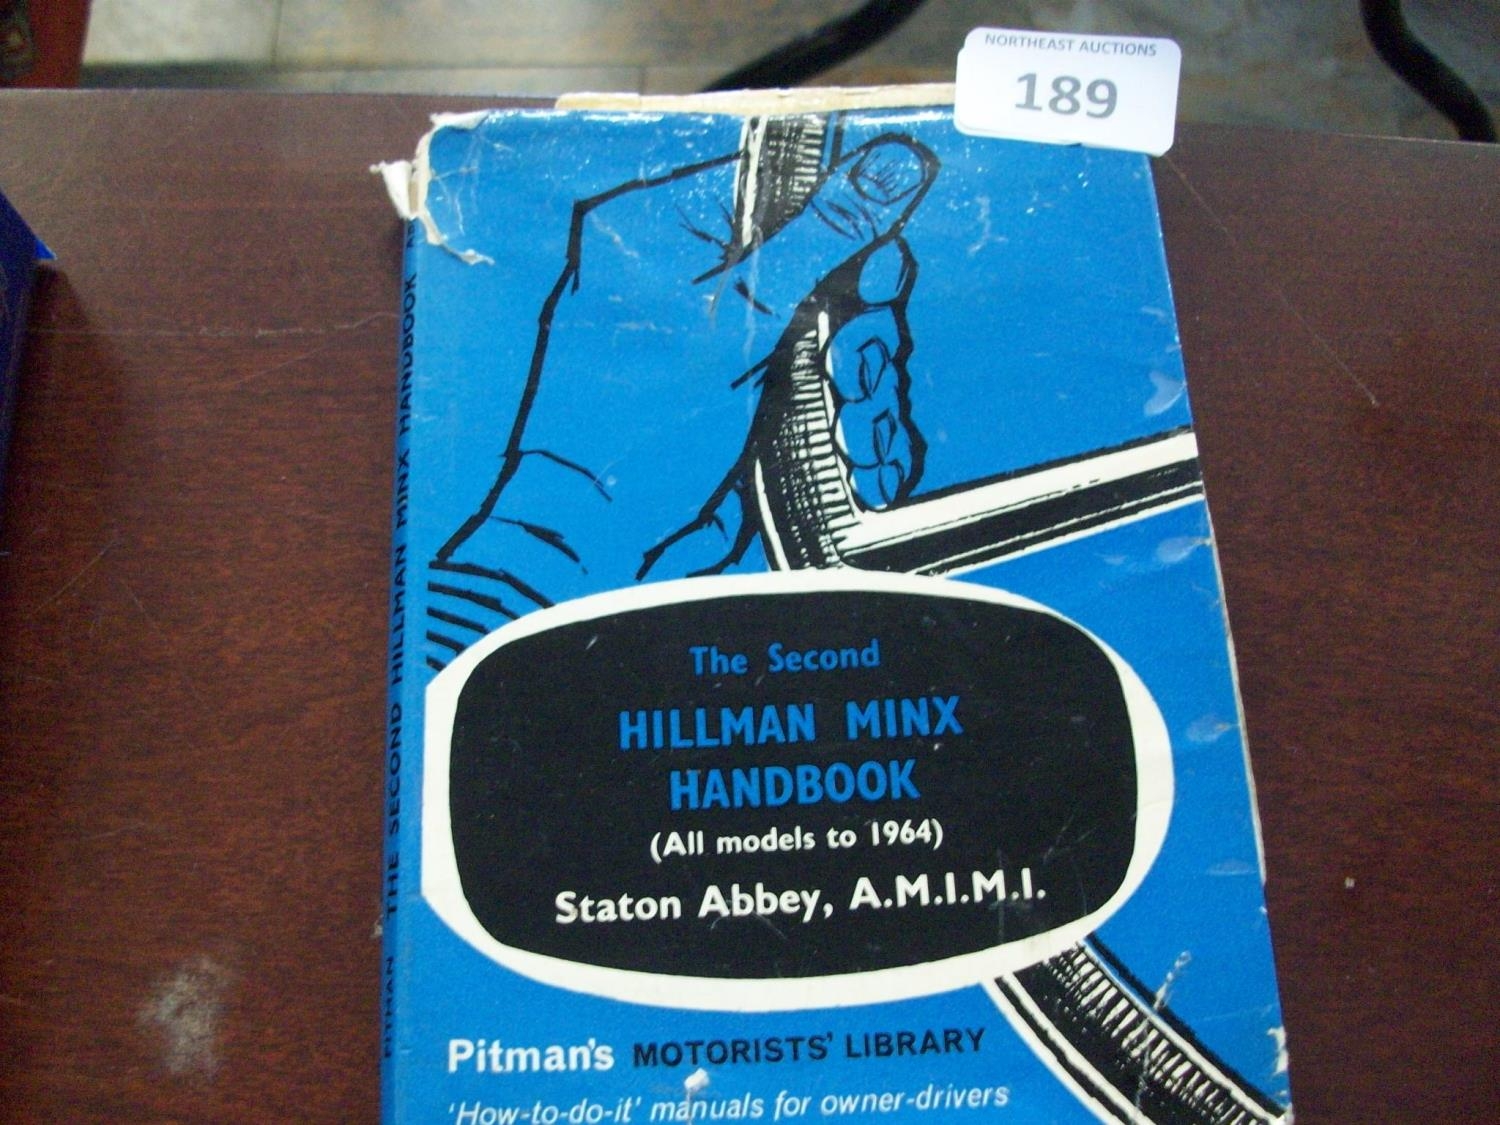 NORTHEAST AUCTIONS
189
The Second
HILLMAN MINX
HANDBOOK
(All models to 1964)
Staton Abbey, A.M.I.M.I.
Pitman's MOTORISTS' LIBRARY
'How-to-do-it' manuals for owner-drivers
PITMAN THE SECOND HILLMAN MINX HANDBOOK